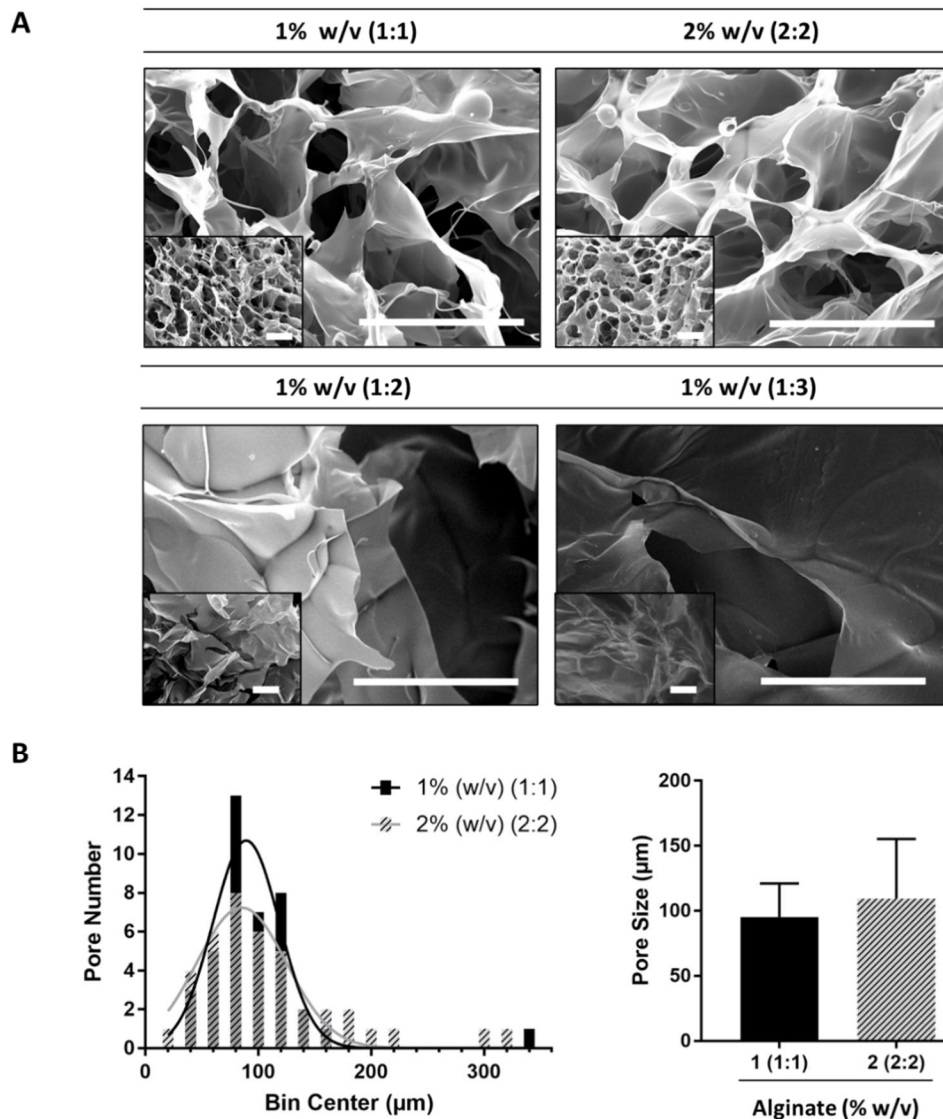 A
1% w/v (1:1)
2% w/v (2:2)
1% w/v (1:2)
1% w/v (1:3)
B
14
12
10
8
6
4
2
0
Pore Number
0
100
200
300
Bin Center (µm)
1% (w/v) (1:1)
2% (w/v) (2:2)
200
150
100
50
0
Pore Size (µm)
1 (1:1)
2 (2:2)
Alginate (% w/v)